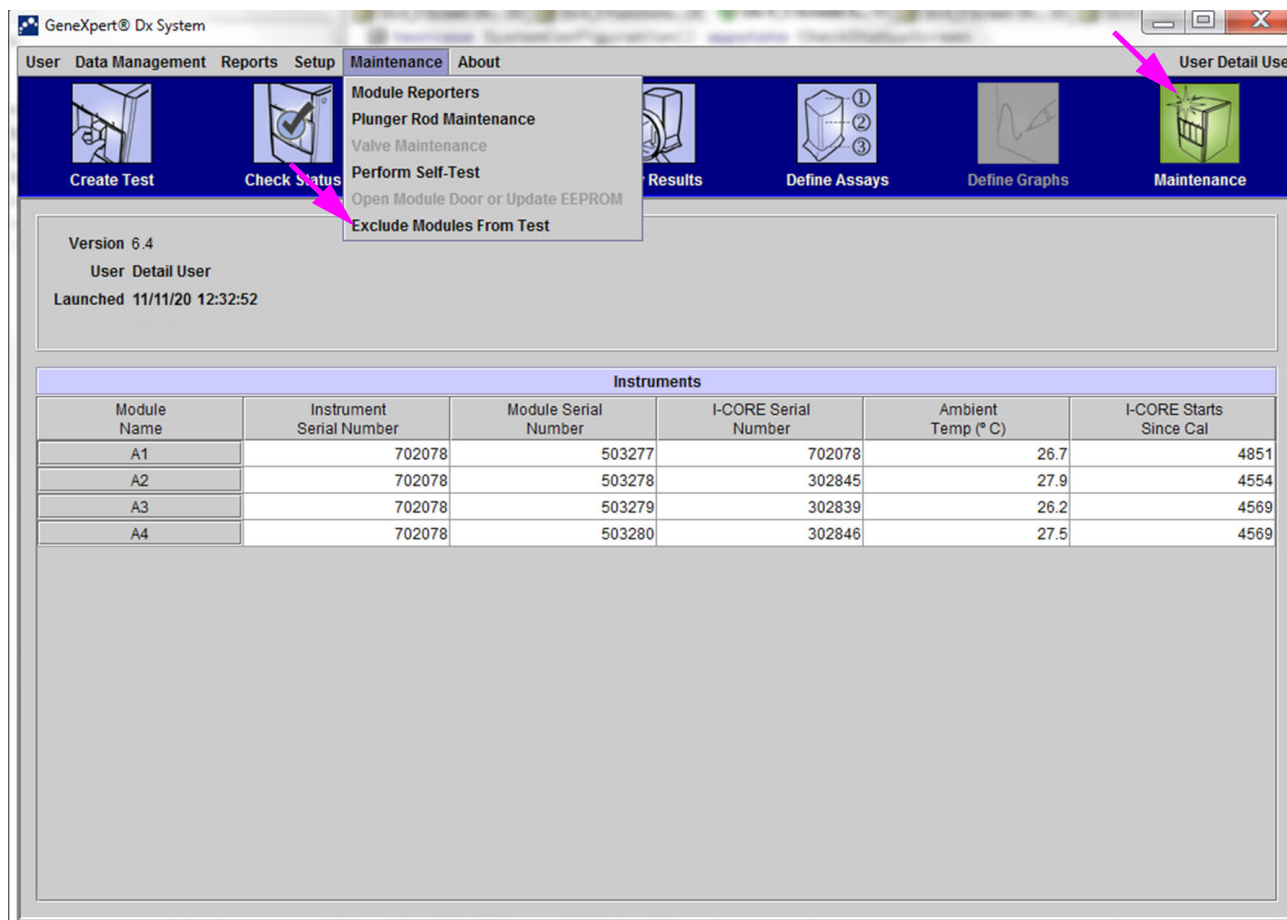 GeneXpert® Dx System
User Data Management Reports Setup Maintenance About User Detail Use
Module Reporters
Plunger Rod Maintenance
Valve Maintenance
Perform Self-Test
Open Module Door or Update EEPROM
Exclude Modules From Test
① ② ③
Create Test Check Status Results Define Assays Define Graphs Maintenance
Version 6.4
User Detail User
Launched 11/11/20 12:32:52
Instruments
Module Name Instrument Serial Number Module Serial Number I-CORE Serial Number Ambient Temp (° C) I-CORE Starts Since Cal
A1 702078 503277 702078 26.7 4851
A2 702078 503278 302845 27.9 4554
A3 702078 503279 302839 26.2 4569
A4 702078 503280 302846 27.5 4569